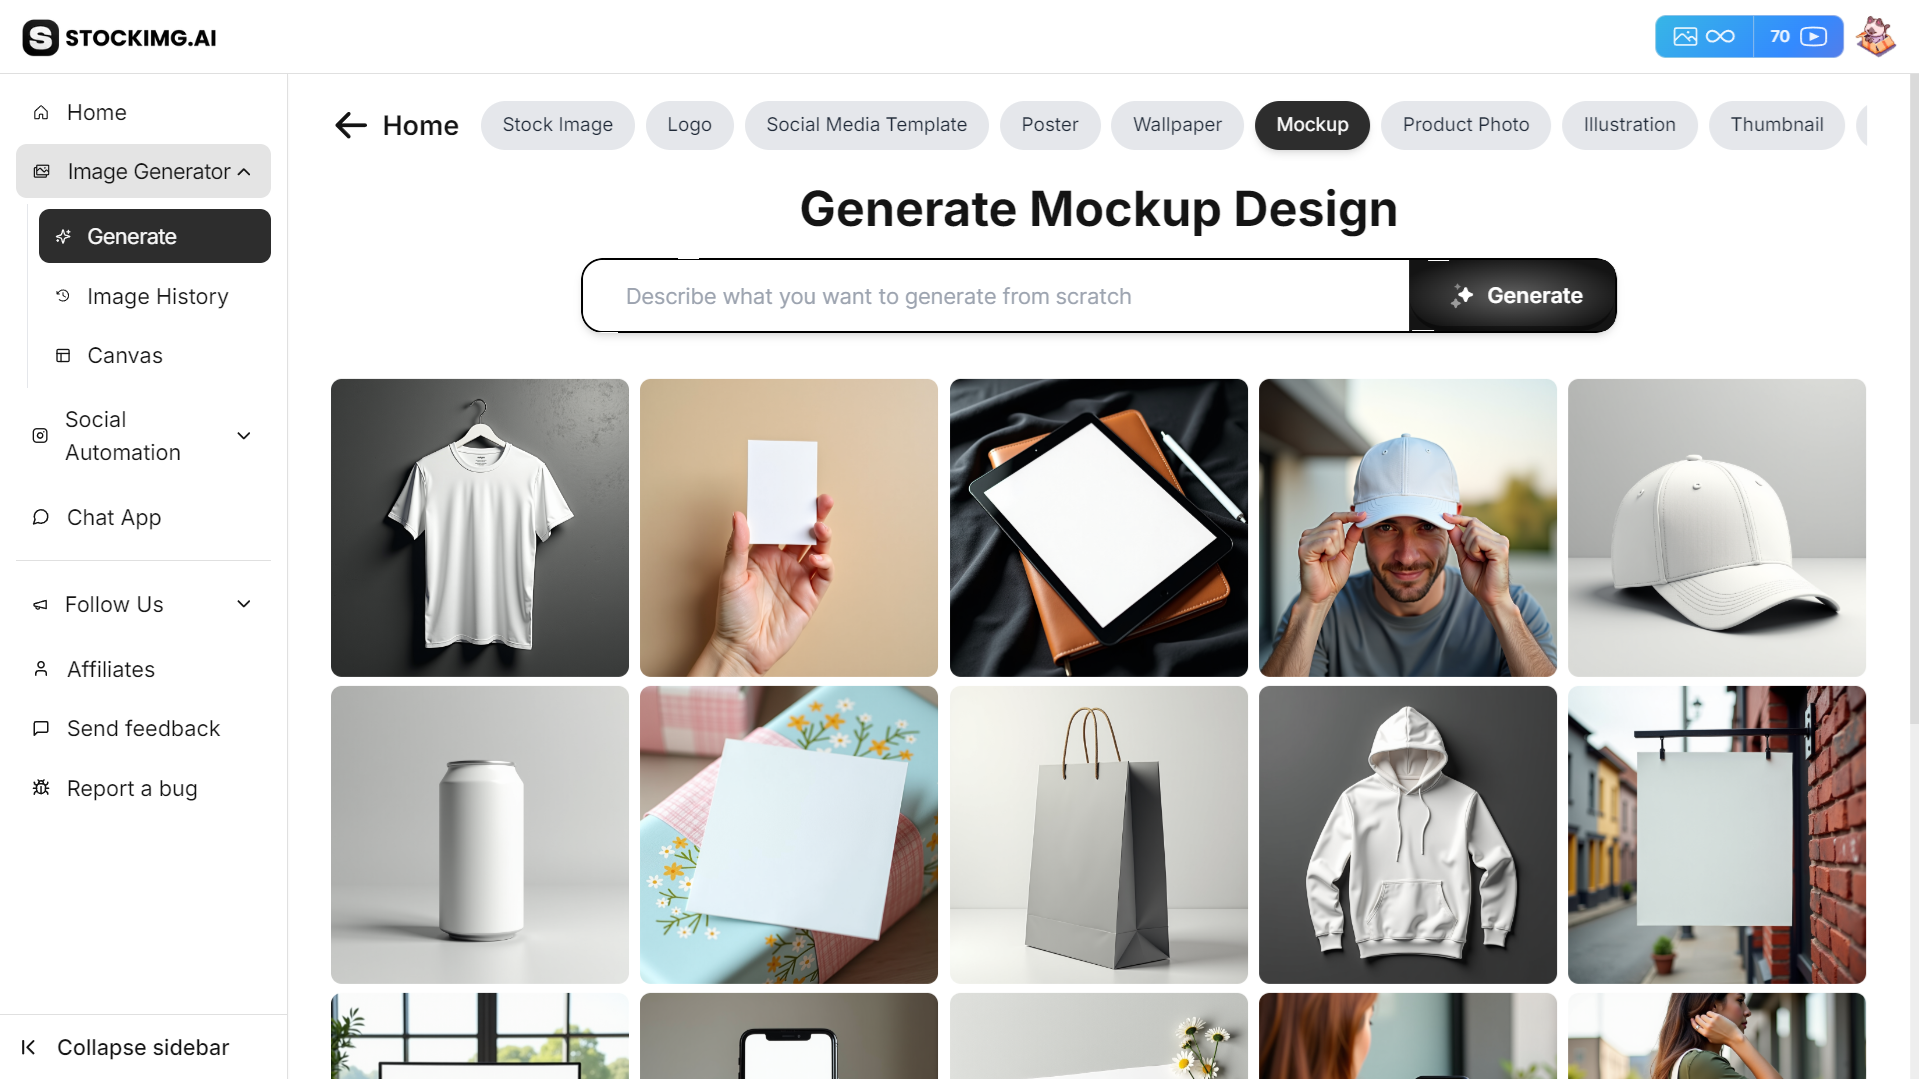 STOCKIMG.AI
70
Home
Image Generator
Generate
Image History
Canvas
Social
Automation
Chat App
Follow Us
Affiliates
Send feedback
Report a bug
Collapse sidebar
Home
Stock Image
Logo
Social Media Template
Poster
Wallpaper
Mockup
Product Photo
Illustration
Thumbnail
Generate Mockup Design
Describe what you want to generate from scratch
Generate